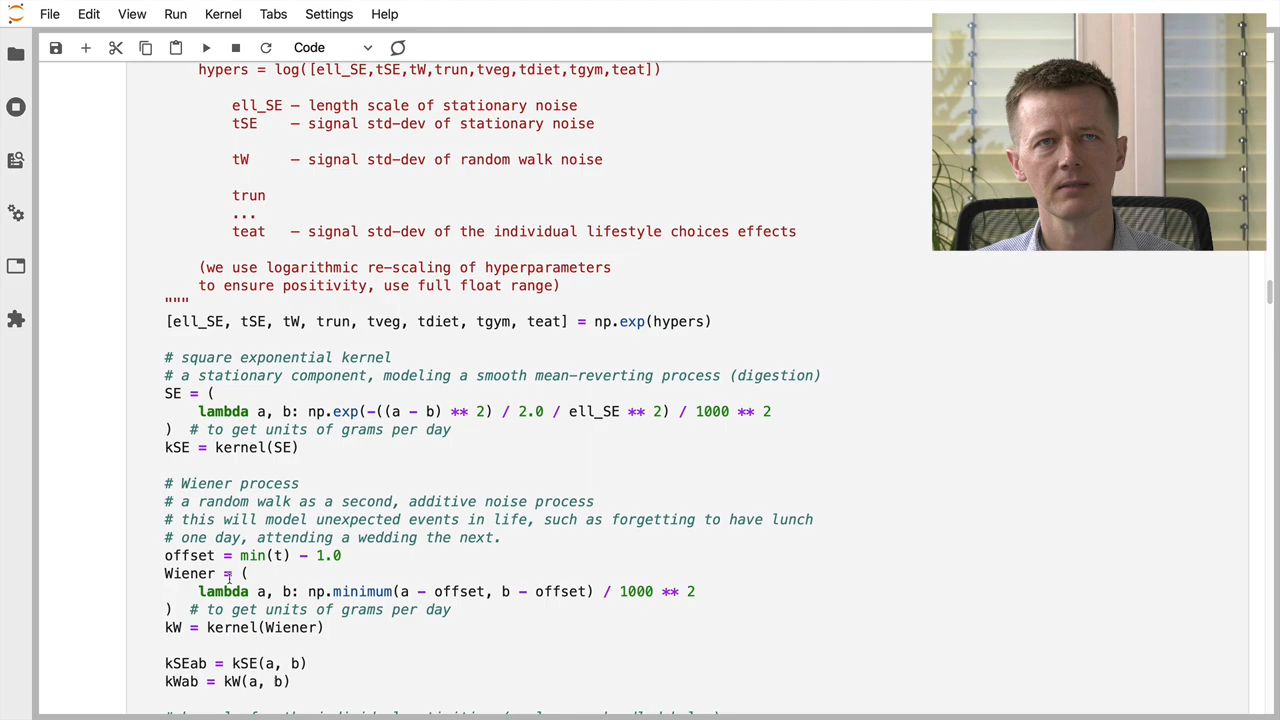 File Edit View Run Kernel Tabs Settings Help
Code
hypers = log([ell_SE,tSE,tW,trun,tveg,tdiet,tgym,teat])
ell_SE – length scale of stationary noise
tSE – signal std-dev of stationary noise
tW – signal std-dev of random walk noise
trun
...
teat – signal std-dev of the individual lifestyle choices effects
(we use logarithmic re-scaling of hyperparameters
to ensure positivity, use full float range)
"""
[ell_SE, tSE, tW, trun, tveg, tdiet, tgym, teat] = np.exp(hypers)
# square exponential kernel
# a stationary component, modeling a smooth mean-reverting process (digestion)
SE = (
lambda a, b: np.exp(-((a - b) ** 2) / 2.0 / ell_SE ** 2) / 1000 ** 2
) # to get units of grams per day
kSE = kernel(SE)
# Wiener process
# a random walk as a second, additive noise process
# this will model unexpected events in life, such as forgetting to have lunch
# one day, attending a wedding the next.
offset = min(t) - 1.0
Wiener = (
lambda a, b: np.minimum(a - offset, b - offset) / 1000 ** 2
) # to get units of grams per day
kW = kernel(Wiener)
kSEab = kSE(a, b)
kWab = kW(a, b)